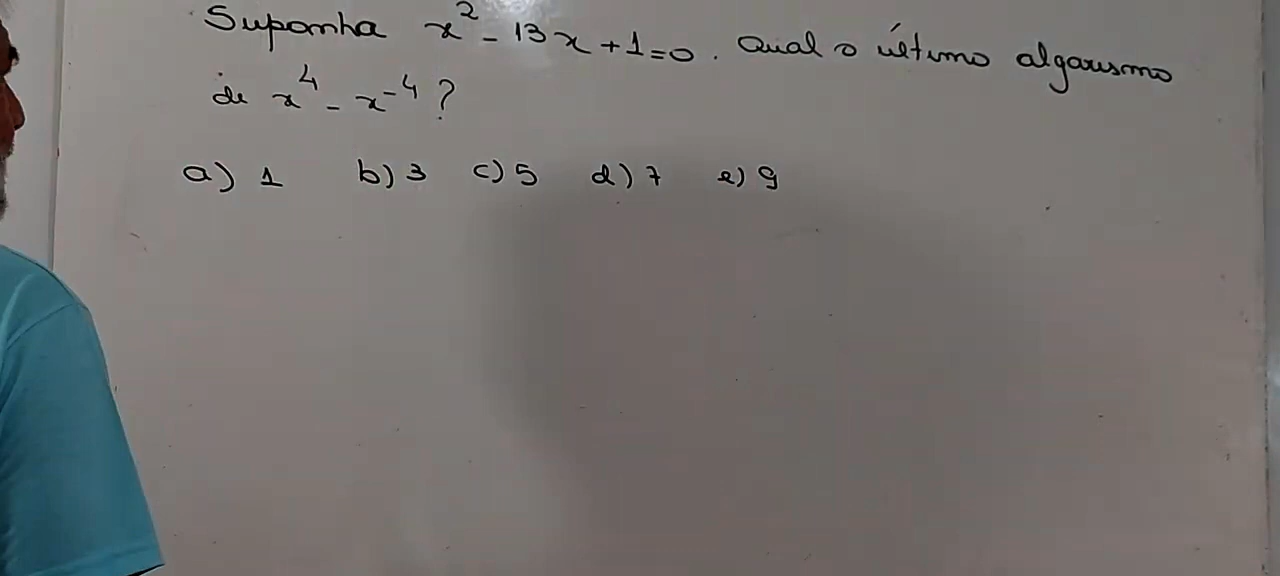 Suponha x² - 13x + 1 = 0. Qual o último algarismo
de x⁴ - x⁻⁴ ?
a) 1 b) 3 c) 5 d) 7 e) 9